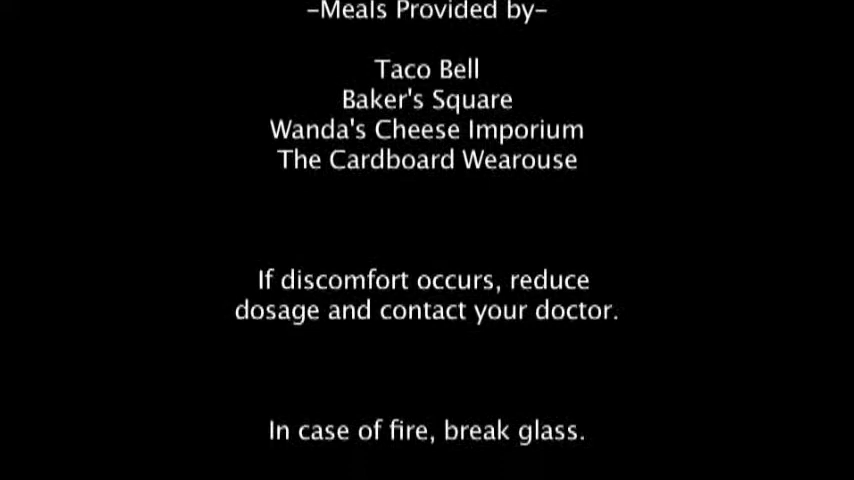 -Meals Provided by-
Taco Bell
Baker's Square
Wanda's Cheese Imporium
The Cardboard Wearouse
If discomfort occurs, reduce
dosage and contact your doctor.
In case of fire, break glass.